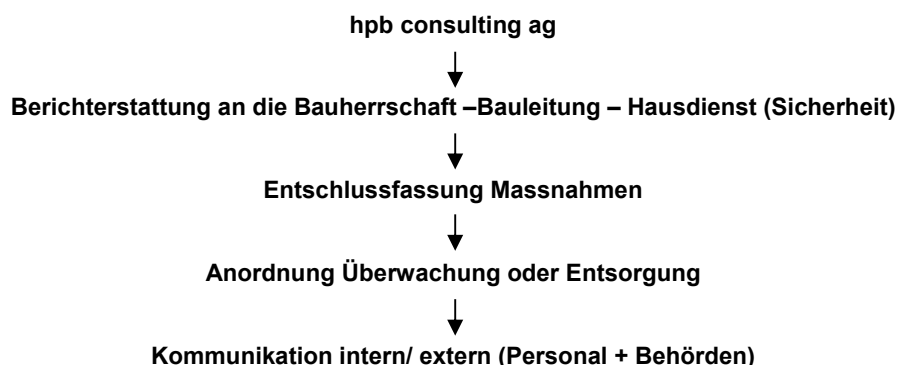 hpb consulting ag
Berichterstattung an die Bauherrschaft –Bauleitung – Hausdienst (Sicherheit)
Entschlussfassung Massnahmen
Anordnung Überwachung oder Entsorgung
Kommunikation intern/ extern (Personal + Behörden)